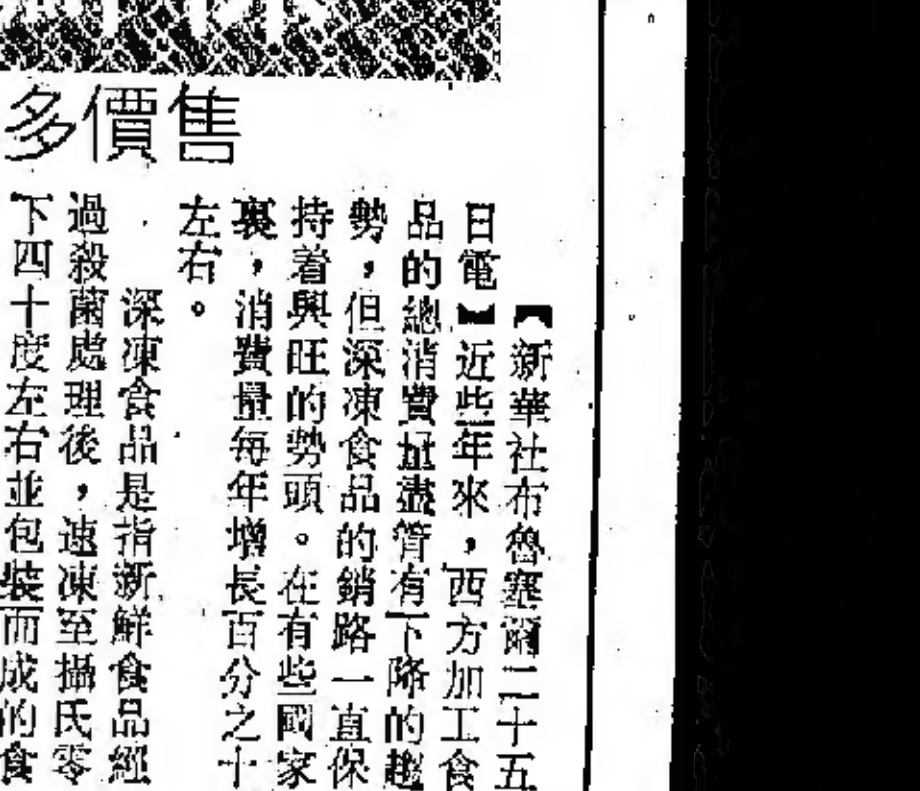 多價售
【新華社布魯塞爾二十五
日電】近些年來，西方加工食
品的總消費量儘管有下降的趨
勢，但深凍食品的銷路一直保
持着興旺的勢頭。在有些國家
裏，消費量每年增長百分之十
左右。
深凍食品是指新鮮食品經
過殺菌處理後，速凍至攝氏零
下四十度左右並包裝而成的食